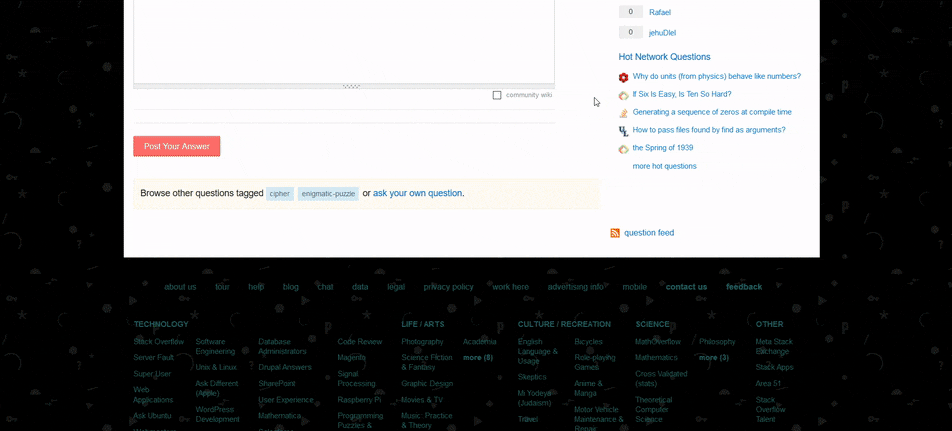 0 Rafael
0 jehuDlel
Hot Network Questions
Why do units (from physics) behave like numbers?
If Six Is Easy, Is Ten So Hard?
Generating a sequence of zeros at compile time
How to pass files found by find as arguments?
the Spring of 1939
more hot questions
community wiki
Post Your Answer
Browse other questions tagged cipher enigmatic-puzzle or ask your own question.
question feed
about us tour help blog chat data legal privacy policy work here advertising info mobile contact us feedback
TECHNOLOGY
Stack Overflow
Server Fault
Super User
Web
Applications
Ask Ubuntu
Software
Engineering
Unix & Linux
Ask Different
(Apple)
WordPress
Development
Database
Administrators
Drupal Answers
SharePoint
User Experience
Mathematica
Code Review
Magento
Signal
Processing
Raspberry Pi
Programming
Puzzles &
LIFE / ARTS
Photography
Science Fiction
& Fantasy
Graphic Design
Movies & TV
Music: Practice
& Theory
Academia
more (8)
CULTURE / RECREATION
English
Language &
Usage
Skeptics
Mi Yodeya
(Judaism)
Travel
Bicycles
Role-playing
Games
Anime &
Manga
Motor Vehicle
Maintenance &
Repair
SCIENCE
MathOverflow
Mathematics
Cross Validated
(stats)
Theoretical
Computer
Science
Philosophy
more (3)
OTHER
Meta Stack
Exchange
Stack Apps
Area 51
Stack
Overflow
Talent